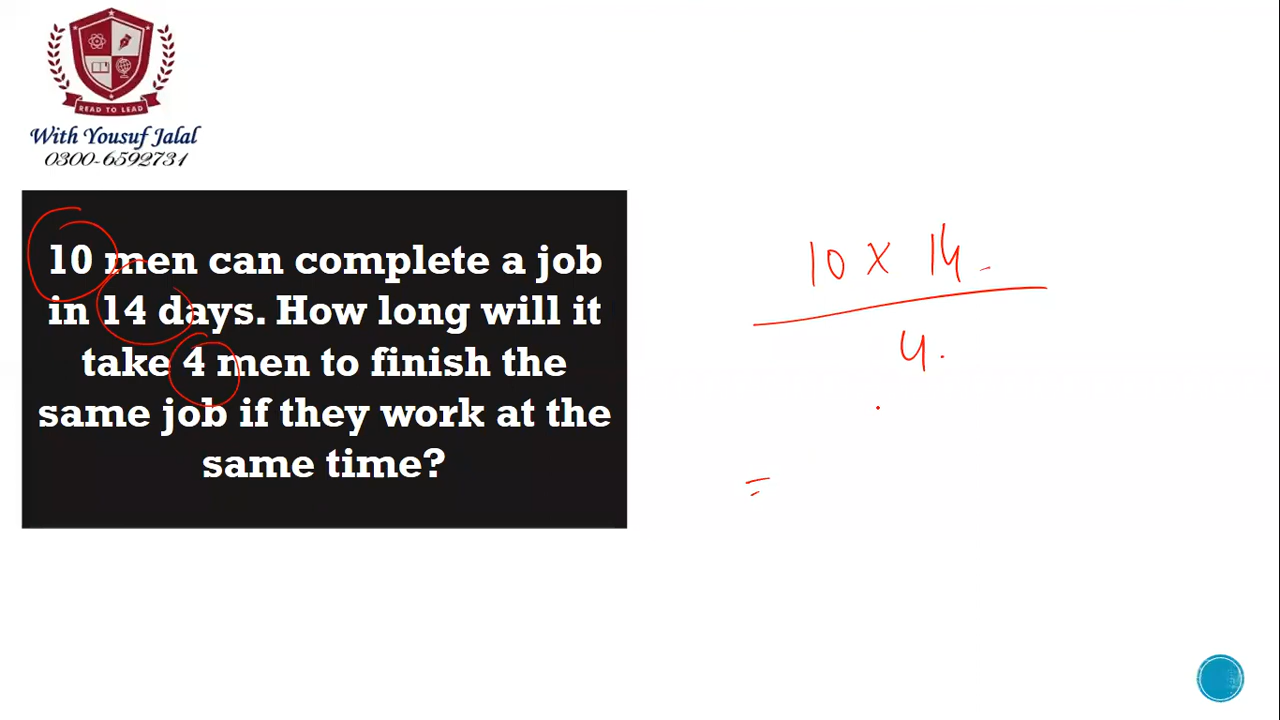 READ TO LEAD
With Yousuf Jalal
0300-6592731
10 men can complete a job
in 14 days. How long will it
take 4 men to finish the
same job if they work at the
same time?
10 × 14
4
=